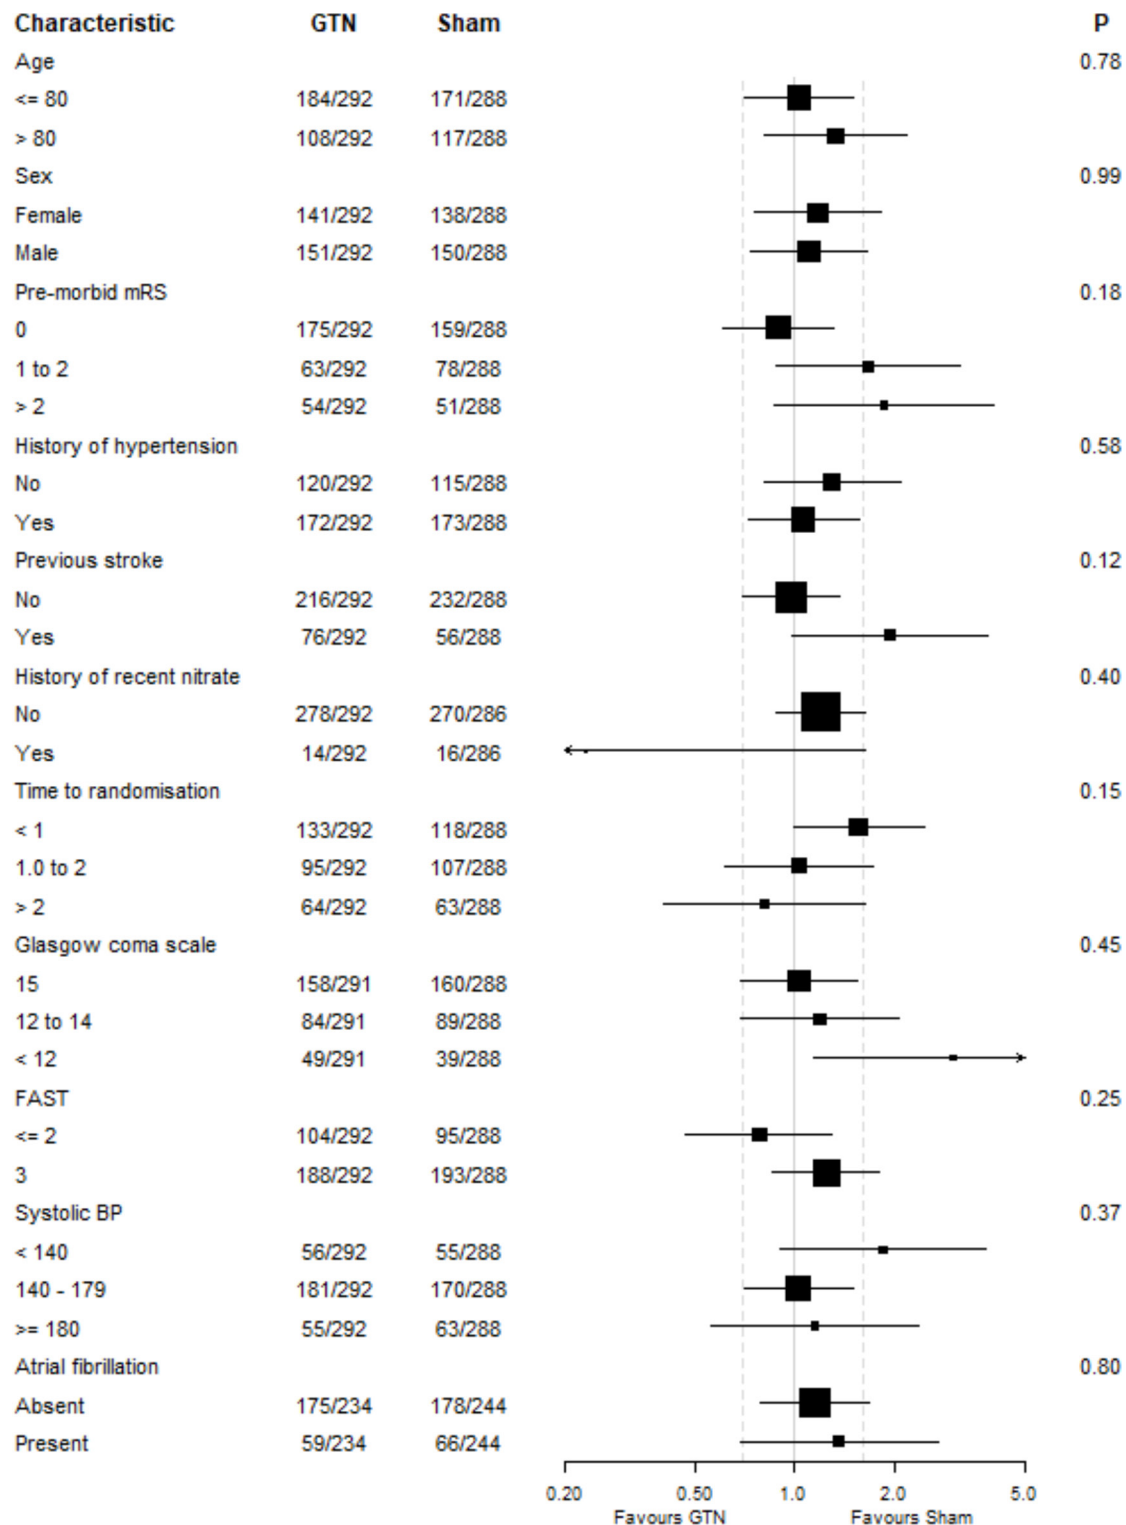 Characteristic GTN Sham P
Age 0.78
<= 80 184/292 171/288
> 80 108/292 117/288
Sex 0.99
Female 141/292 138/288
Male 151/292 150/288
Pre-morbid mRS 0.18
0 175/292 159/288
1 to 2 63/292 78/288
> 2 54/292 51/288
History of hypertension 0.58
No 120/292 115/288
Yes 172/292 173/288
Previous stroke 0.12
No 216/292 232/288
Yes 76/292 56/288
History of recent nitrate 0.40
No 278/292 270/286
Yes 14/292 16/286
Time to randomisation 0.15
< 1 133/292 118/288
1.0 to 2 95/292 107/288
> 2 64/292 63/288
Glasgow coma scale 0.45
15 158/291 160/288
12 to 14 84/291 89/288
< 12 49/291 39/288
FAST 0.25
<= 2 104/292 95/288
3 188/292 193/288
Systolic BP 0.37
< 140 56/292 55/288
140 - 179 181/292 170/288
>= 180 55/292 63/288
Atrial fibrillation 0.80
Absent 175/234 178/244
Present 59/234 66/244
0.20 0.50 1.0 2.0 5.0
Favours GTN Favours Sham